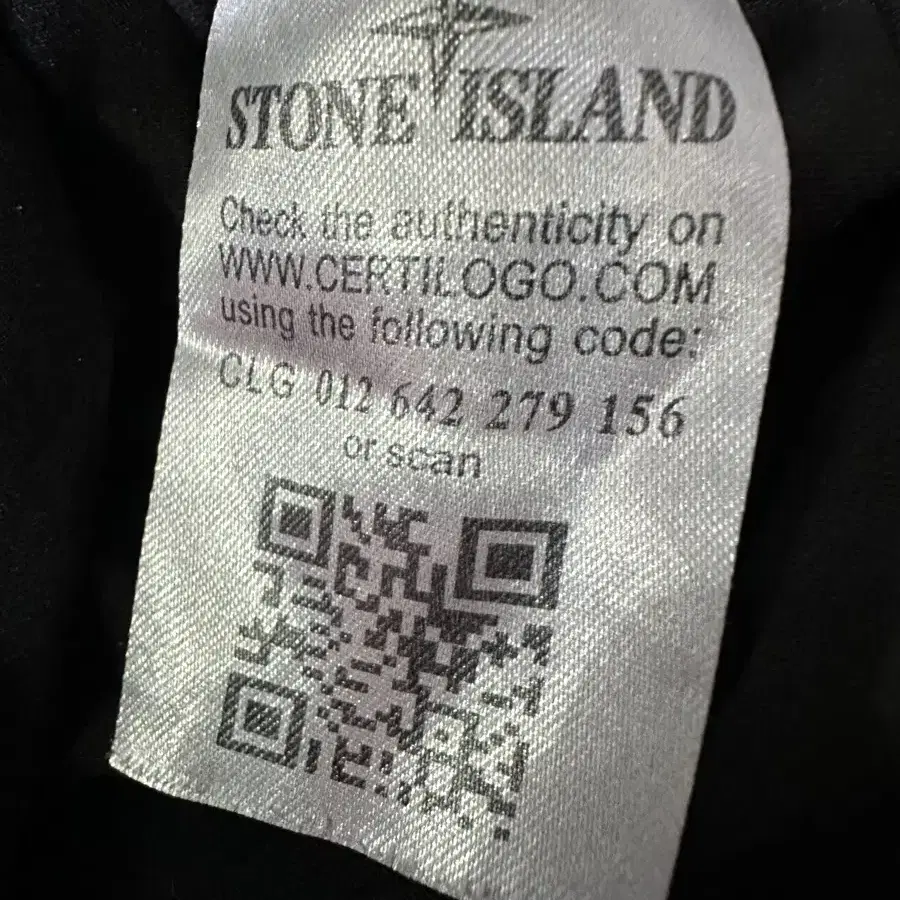 STONE ISLAND
Check the authenticity on
WWW.CERTILOGO.COM
using the following code:
CLG 012 642 279 156
or scan